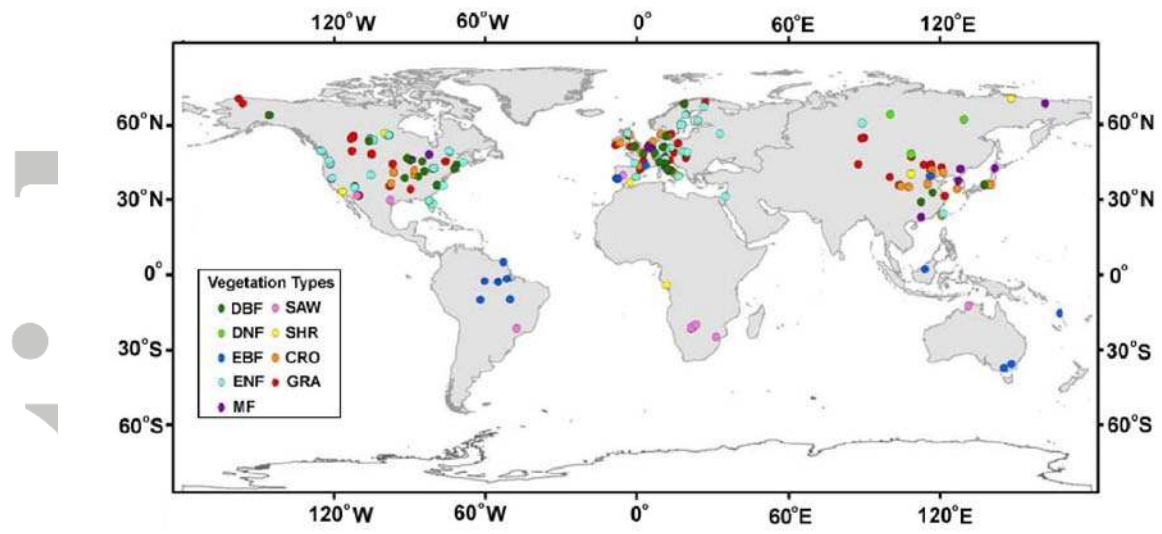 120°W 60°W 0° 60°E 120°E
60°N 60°N
30°N 30°N
0° 0°
Vegetation Types
DBF SAW
DNF SHR
30°S 30°S
EBF CRO
ENF GRA
MF
60°S 60°S
120°W 60°W 0° 60°E 120°E